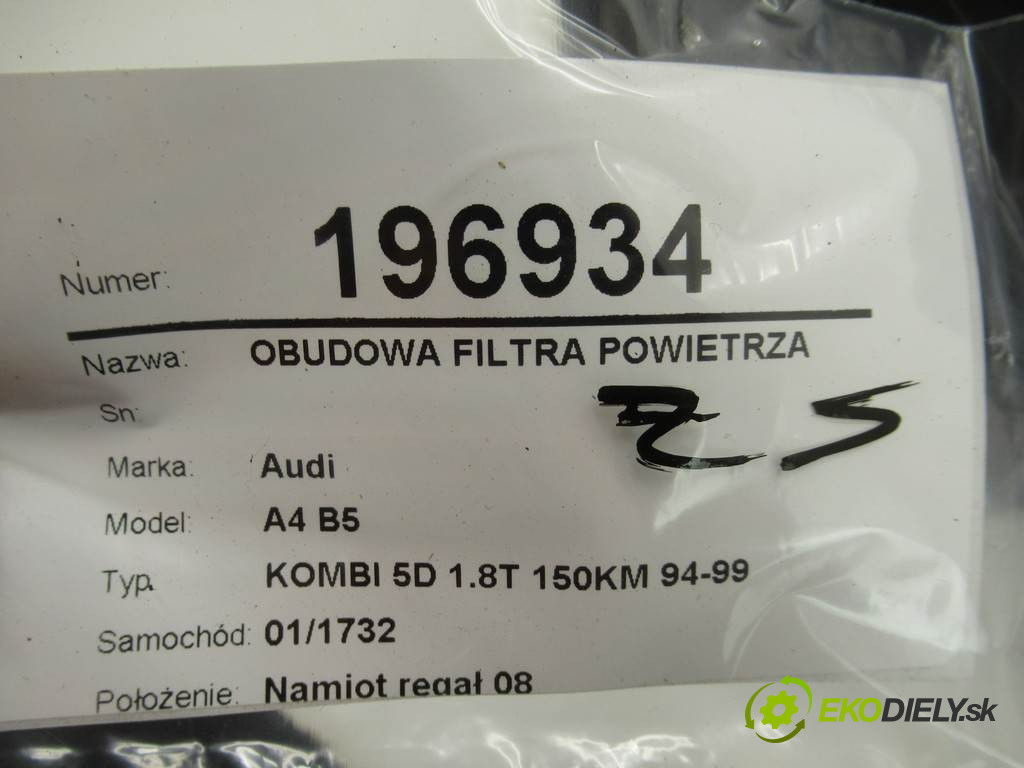 Numer: 196934
Nazwa: OBUDOWA FILTRA POWIETRZA
Sn:
Marka: Audi
Model: A4 B5
Typ. KOMBI 5D 1.8T 150KM 94-99
Samochód: 01/1732
Położenie: Namiot regał 08
EKODIELY.sk